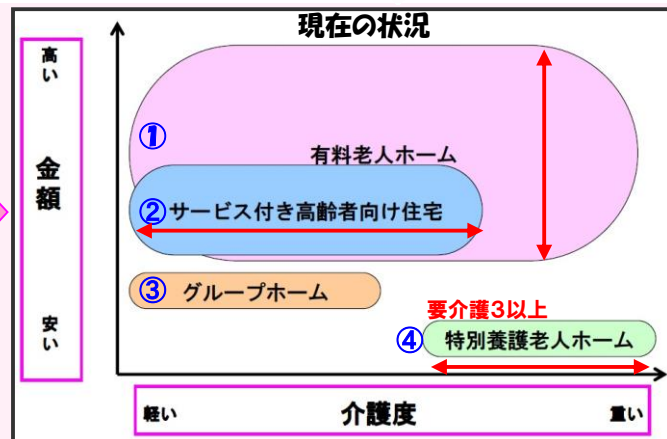 現在の状況
高い
金額
安い
① 有料老人ホーム
② サービス付き高齢者向け住宅
③ グループホーム
要介護3以上
④ 特別養護老人ホーム
軽い 介護度 重い